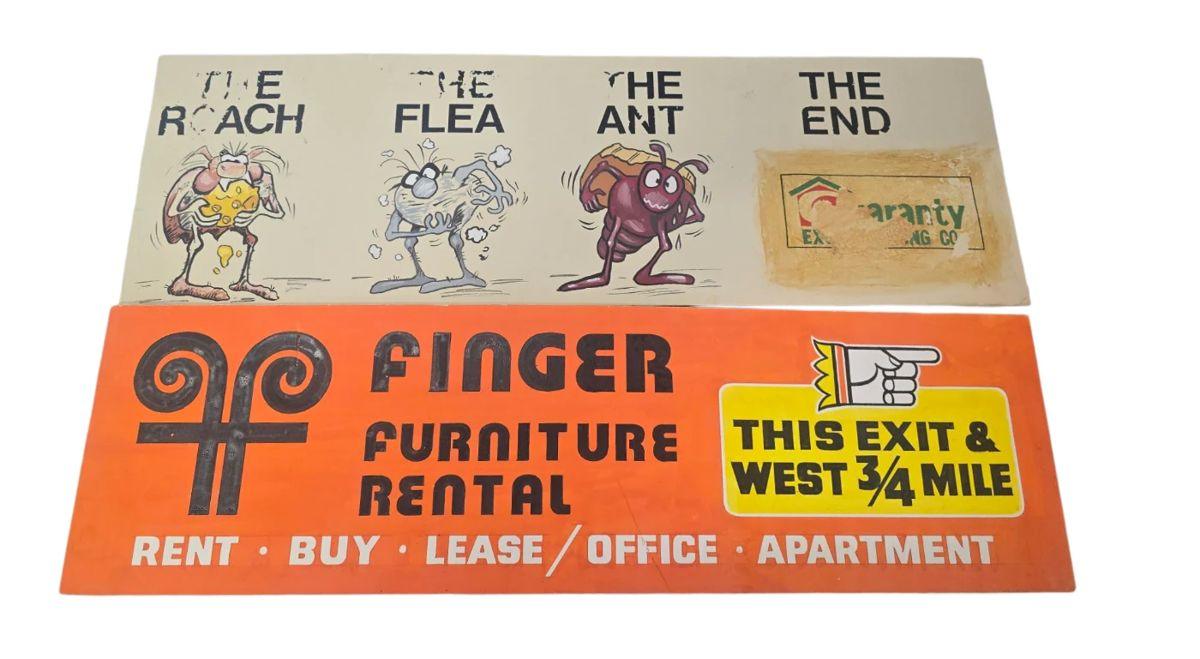 THE
ROACH
THE
FLEA
THE
ANT
THE
END
FINGER
FURNITURE
RENTAL
THIS EXIT &
WEST 3/4 MILE
RENT · BUY · LEASE/OFFICE · APARTMENT